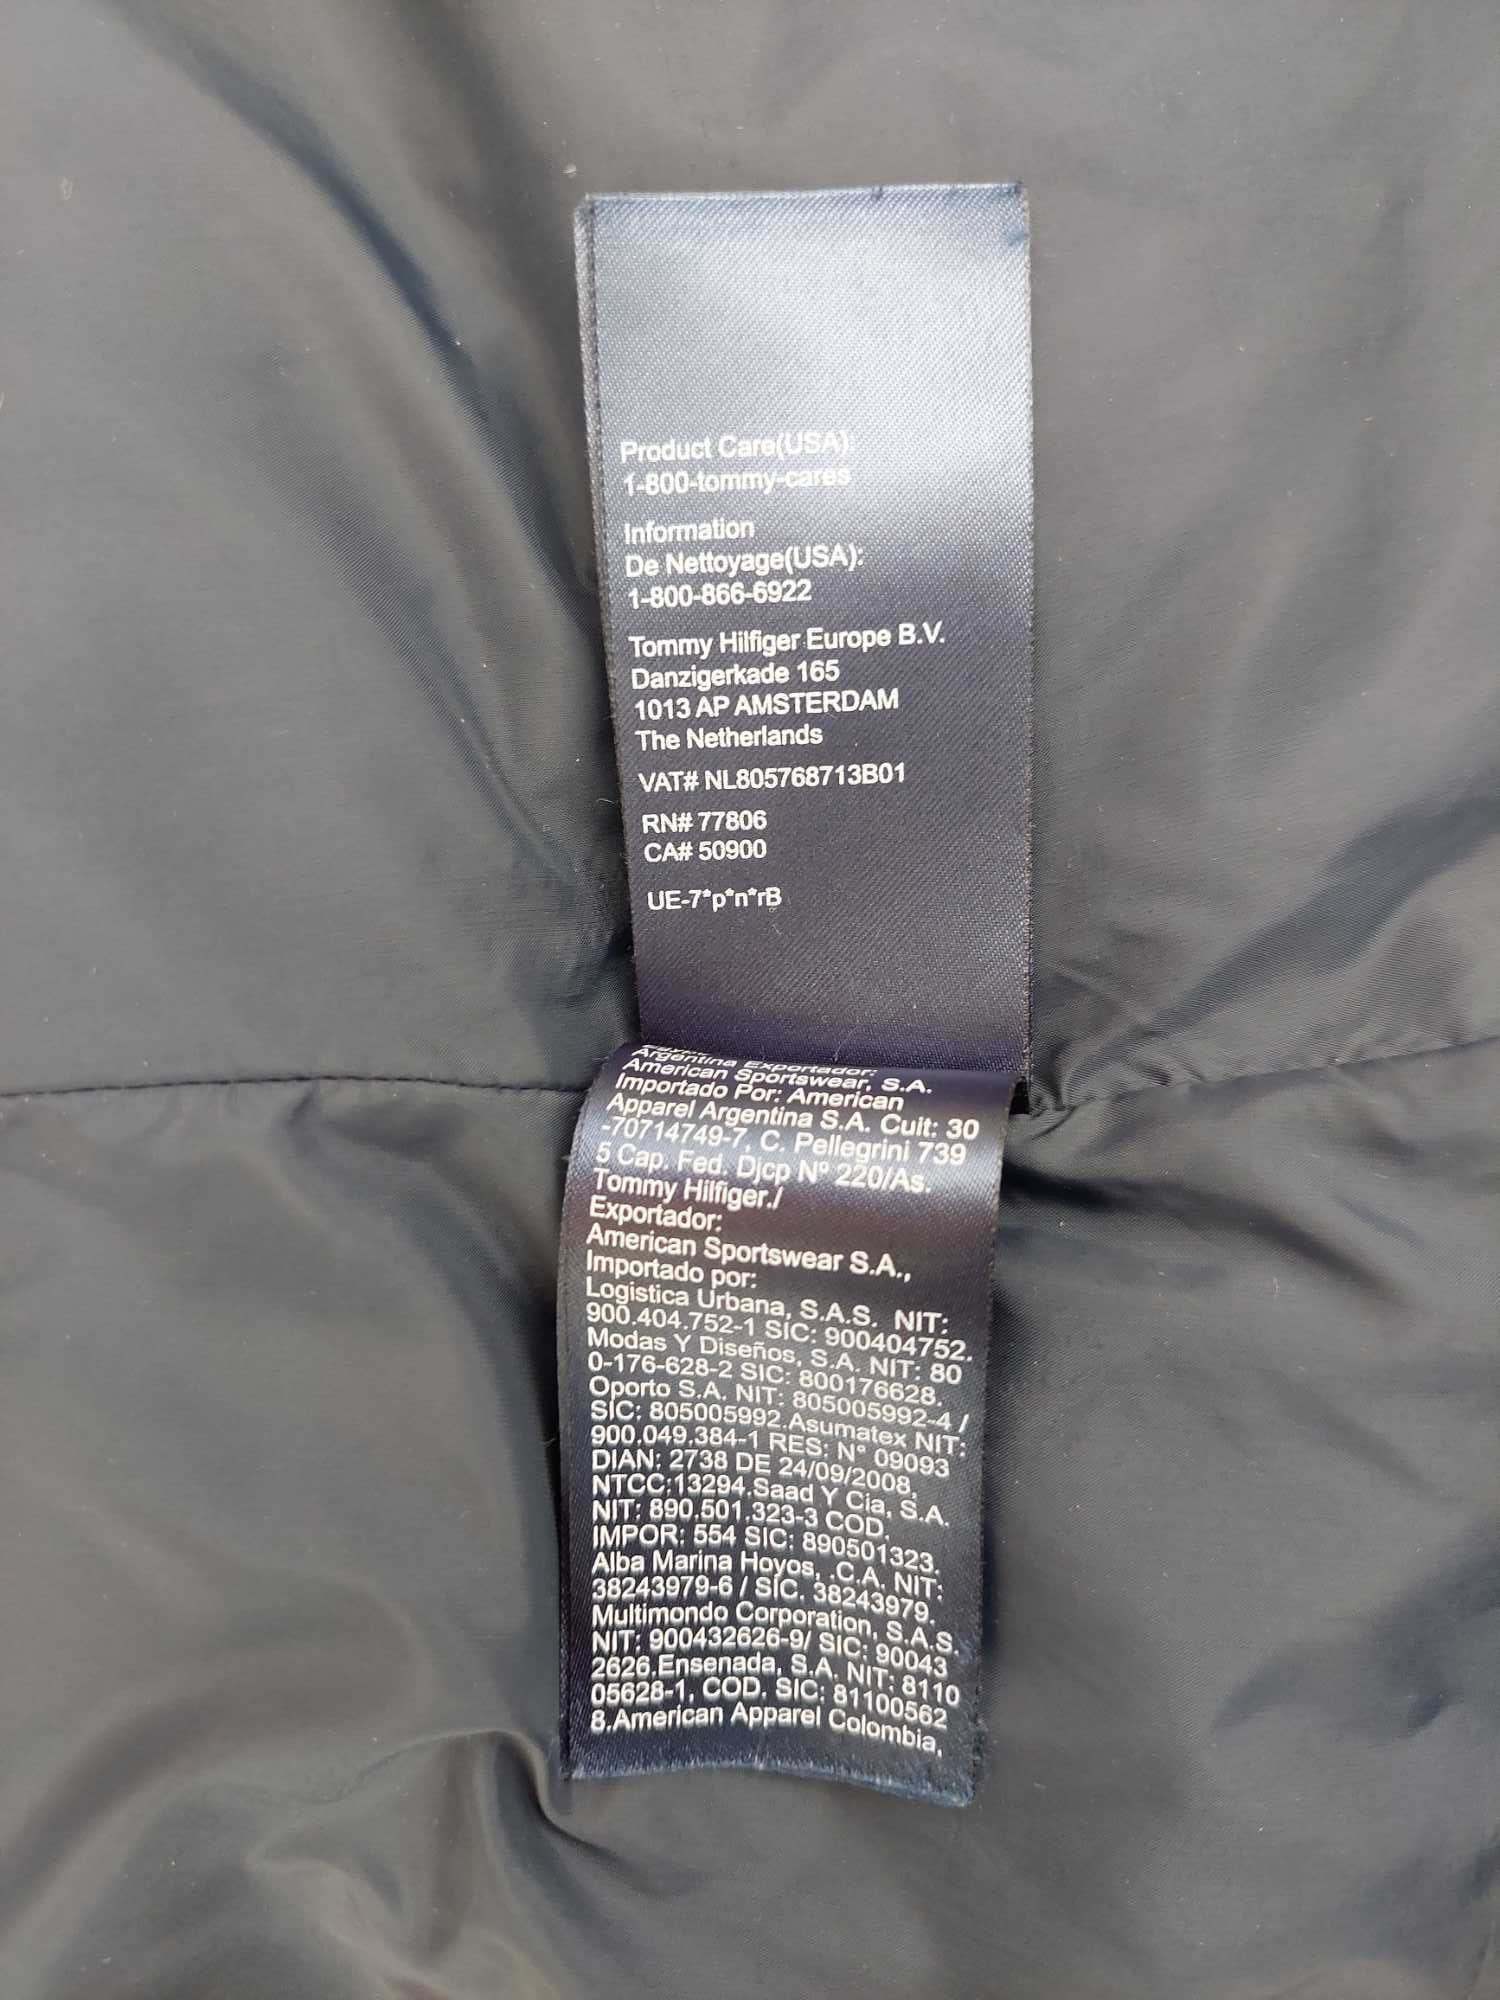 Product Care(USA):
1-800-tommy-cares
Information
De Nettoyage(USA):
1-800-866-6922
Tommy Hilfiger Europe B.V.
Danzigerkade 165
1013 AP AMSTERDAM
The Netherlands
VAT# NL805768713B01
RN# 77806
CA# 50900
UE-7*p*n*rB
Argentina Exportador:
American Sportswear, S.A.
Importado Por: American
Apparel Argentina S.A. Cuit: 30
-70714749-7, C. Pellegrini 739
5 Cap. Fed. Djcp Nº 220/As.
Tommy Hilfiger./
Exportador:
American Sportswear S.A.,
Importado por:
Logistica Urbana, S.A.S. NIT:
900.404.752-1 SIC: 900404752.
Modas Y Diseños, S.A. NIT: 80
0-176-628-2 SIC: 800176628.
Oporto S.A. NIT: 805005992-4 /
SIC: 805005992.Asumatex NIT:
900.049.384-1 RES: N° 09093
DIAN: 2738 DE 24/09/2008,
NTCC:13294.Saad Y Cia, S.A.
NIT: 890.501.323-3 COD.
IMPOR: 554 SIC: 890501323.
Alba Marina Hoyos, .C.A. NIT:
38243979-6 / SIC. 38243979.
Multimondo Corporation, S.A.S.
NIT: 900432626-9/ SIC: 90043
2626.Ensenada, S.A. NIT: 8110
05628-1, COD. SIC: 81100562
8.American Apparel Colombia,